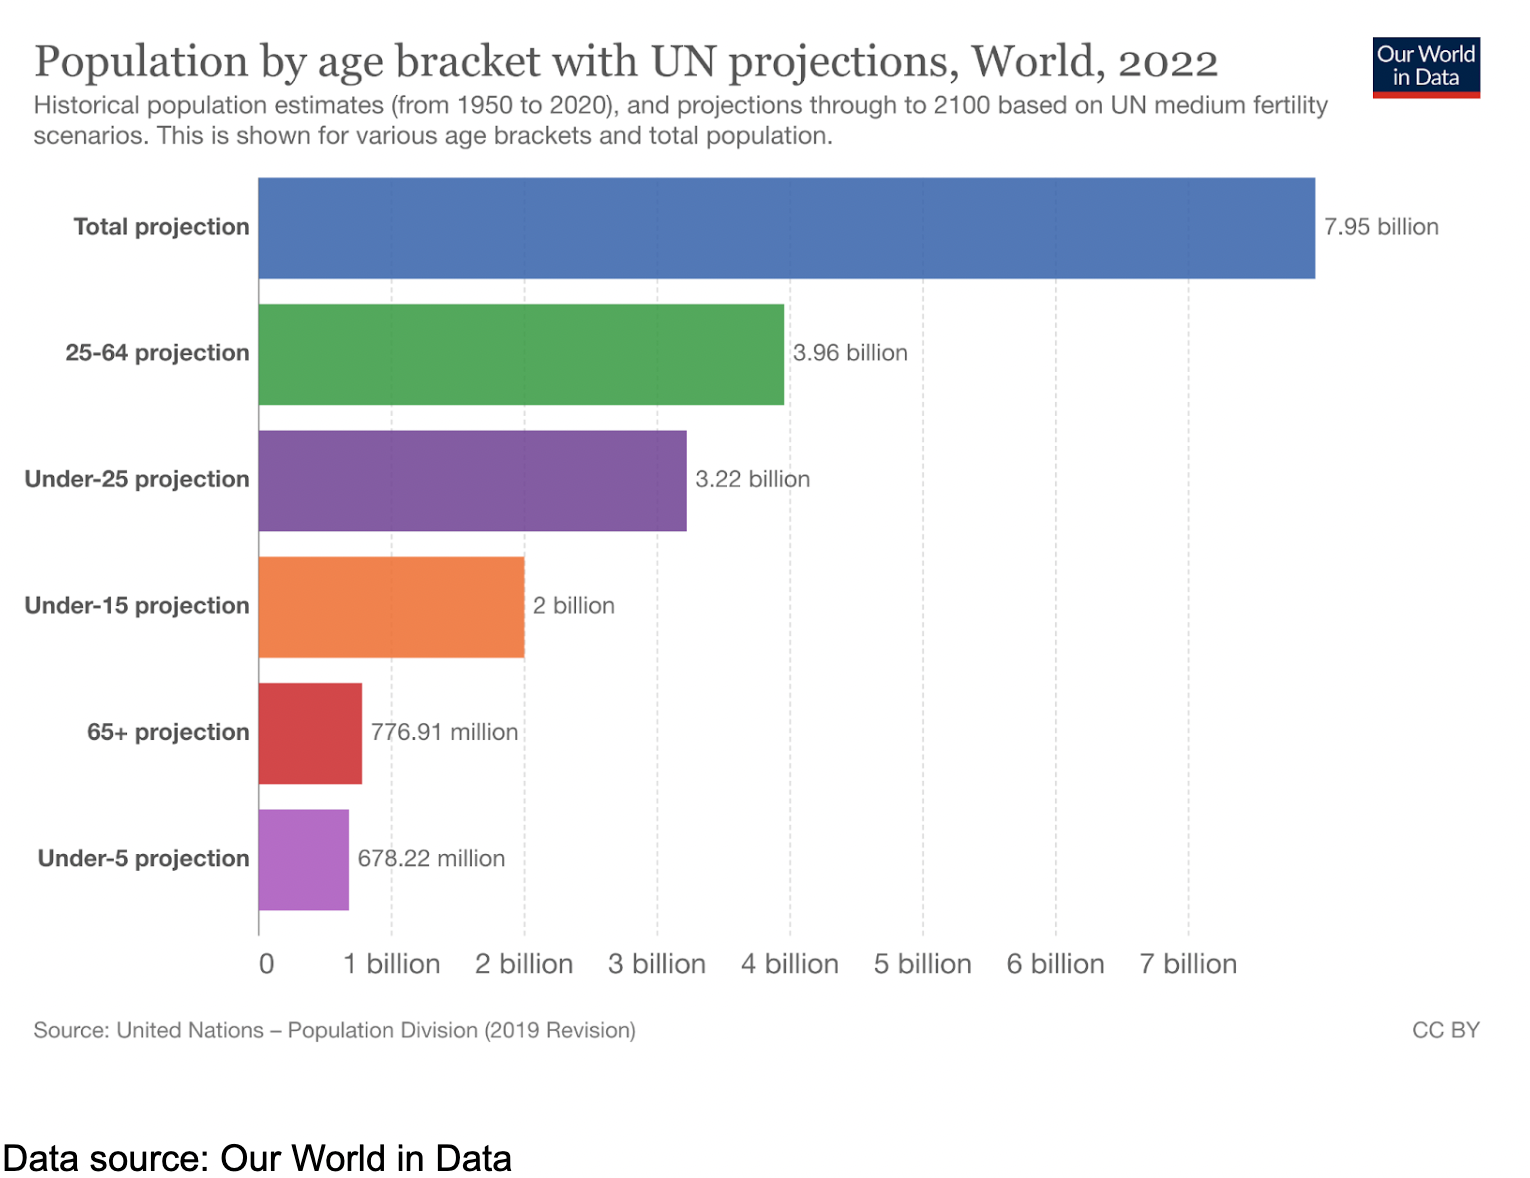 Population by age bracket with UN projections, World, 2022
Our World
in Data
Historical population estimates (from 1950 to 2020), and projections through to 2100 based on UN medium fertility
scenarios. This is shown for various age brackets and total population.
Total projection
7.95 billion
25-64 projection
3.96 billion
Under-25 projection
3.22 billion
Under-15 projection
2 billion
65+ projection
776.91 million
Under-5 projection
678.22 million
0 1 billion 2 billion 3 billion 4 billion 5 billion 6 billion 7 billion
Source: United Nations – Population Division (2019 Revision)
CC BY
Data source: Our World in Data